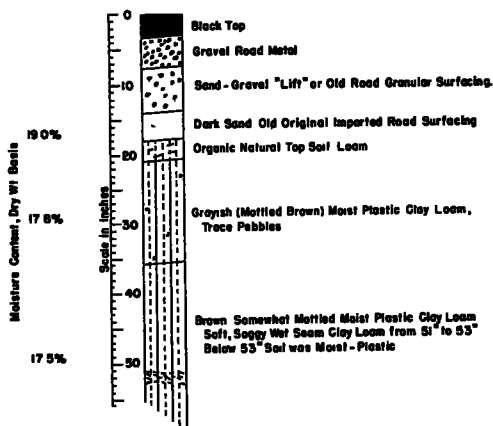 0
Black Top
Gravel Road Metal
Sand-Gravel "Lift" or Old Road Granular Surfacing.
10
Dark Sand Old Original Imported Road Surfacing
19.0%
Organic Natural Top Soil Loam
20
Grayish (Mottled Brown) Moist Plastic Clay Loam,
Trace Pebbles
17.8%
30
40
Brown Somewhat Mottled Moist Plastic Clay Loam
Soft, Soggy Wet Seam Clay Loam from 51" to 53"
Below 53" Soil was Moist-Plastic
17.5%
50
Moisture Content, Dry Wt Basis
Scale in Inches